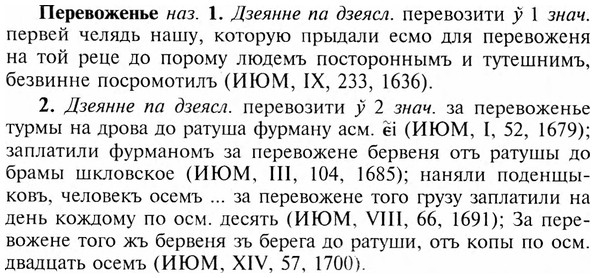 Перевоженье наз. 1. Дзеянне па дзеясл. перевозити ў 1 знач.
первей челядь нашу, которую прыдали есмо для перевоженя
на той реце до порому людемъ постороннымъ и тутешнимъ,
безвинне посромотилъ (ИЮМ, IX, 233, 1636).
2. Дзеянне па дзеясл. перевозити ў 2 знач. за перевоженье
турмы на дрова до ратуша фурману асм. е҃і (ИЮМ, I, 52, 1679);
заплатили фурманомъ за перевожене бервеня отъ ратушы до
брамы шкловское (ИЮМ, III, 104, 1685); наняли поденщы-
ковъ, человекъ осемъ ... за перевожене того грузу заплатили на
день кождому по осм. десять (ИЮМ, VIII, 66, 1691); За пере-
вожене того жъ бервеня зъ берега до ратуши, отъ копы по осм.
двадцать осемъ (ИЮМ, XIV, 57, 1700).